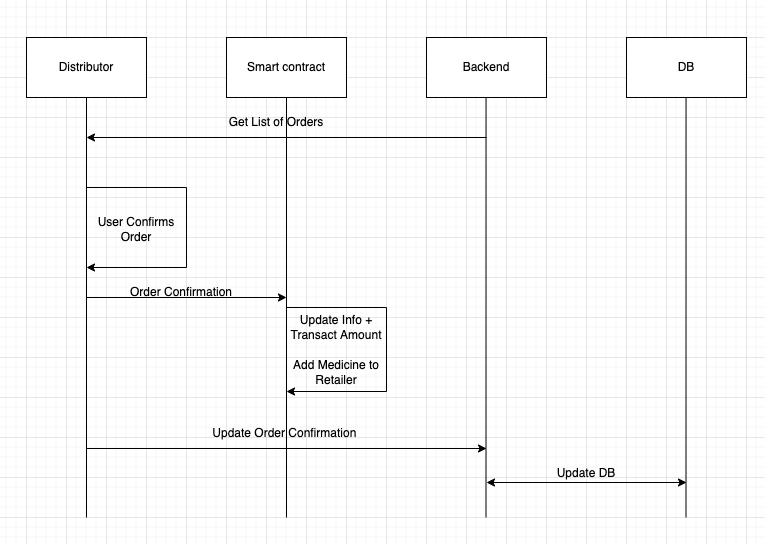 Distributor
Smart contract
Backend
DB
Get List of Orders
User Confirms
Order
Order Confirmation
Update Info +
Transact Amount
Add Medicine to
Retailer
Update Order Confirmation
Update DB